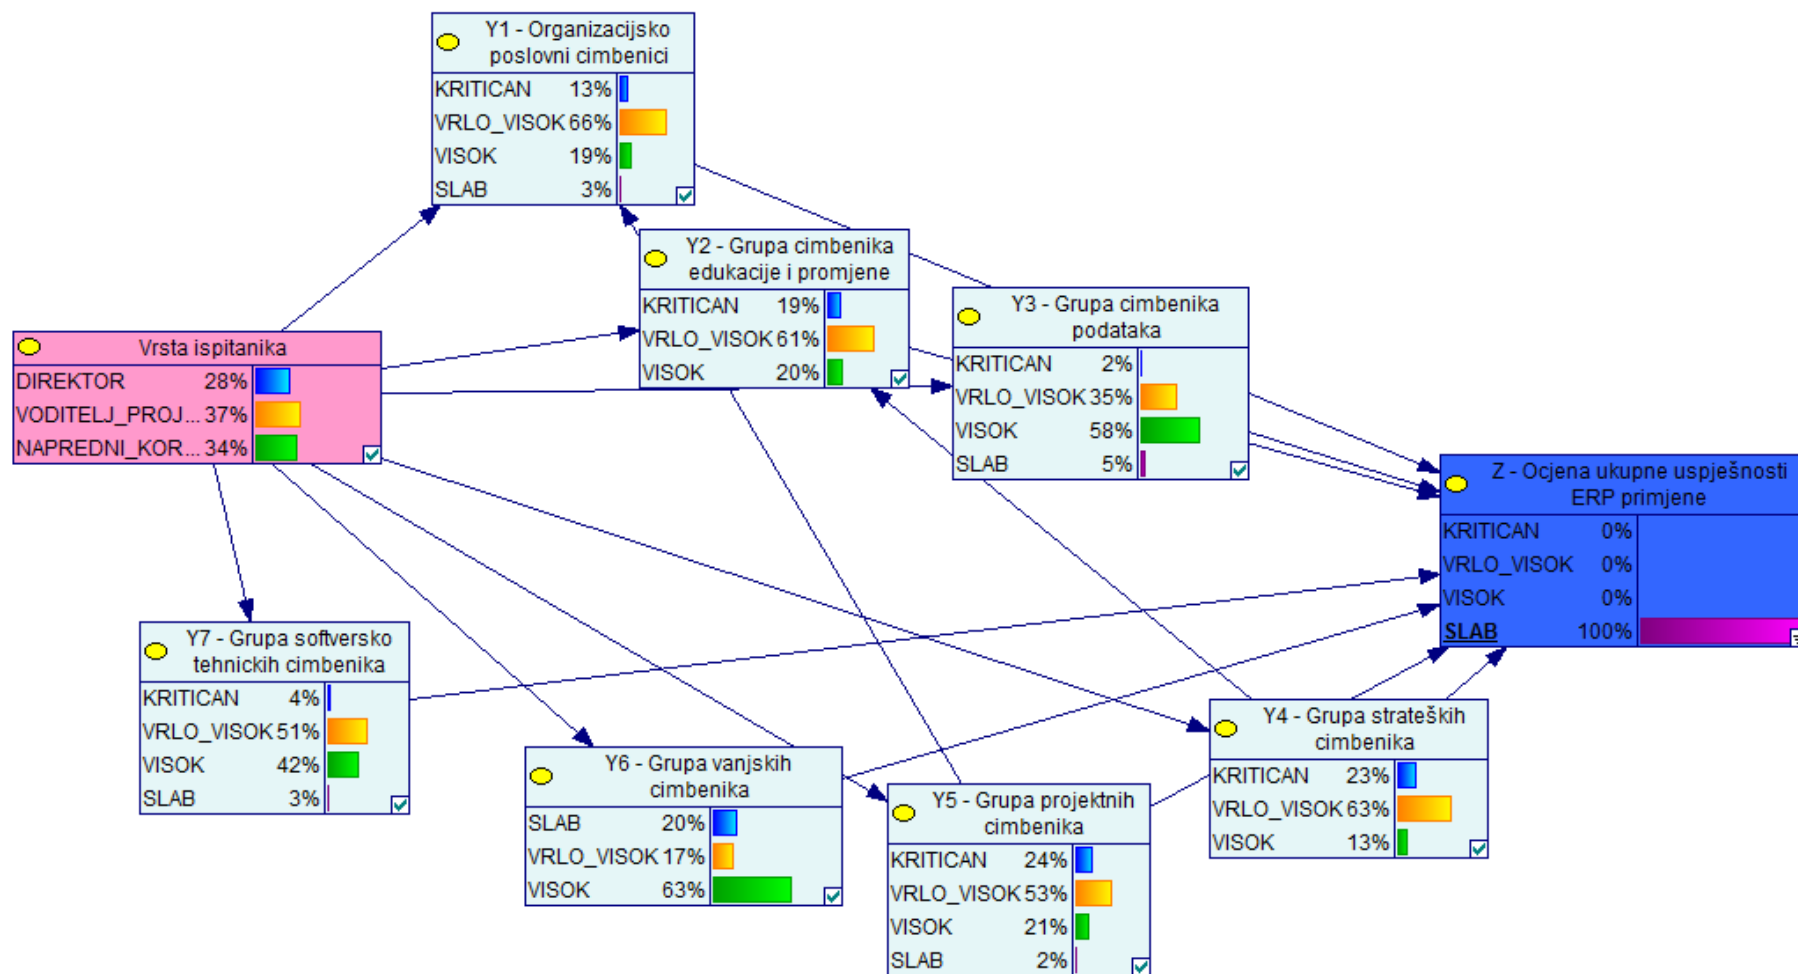 Y1 - Organizacijsko
poslovni cimbenici
KRITICAN 13%
VRLO_VISOK 66%
VISOK 19%
SLAB 3%
Y2 - Grupa cimbenika
edukacije i promjene
KRITICAN 19%
VRLO_VISOK 61%
VISOK 20%
Y3 - Grupa cimbenika
podataka
KRITICAN 2%
VRLO_VISOK 35%
VISOK 58%
SLAB 5%
Vrsta ispitanika
DIREKTOR 28%
VODITELJ_PROJ... 37%
NAPREDNI_KOR... 34%
Z - Ocjena ukupne uspješnosti
ERP primjene
KRITICAN 0%
VRLO_VISOK 0%
VISOK 0%
SLAB 100%
Y7 - Grupa softversko
tehnickih cimbenika
KRITICAN 4%
VRLO_VISOK 51%
VISOK 42%
SLAB 3%
Y6 - Grupa vanjskih
cimbenika
SLAB 20%
VRLO_VISOK 17%
VISOK 63%
Y5 - Grupa projektnih
cimbenika
KRITICAN 24%
VRLO_VISOK 53%
VISOK 21%
SLAB 2%
Y4 - Grupa strateških
cimbenika
KRITICAN 23%
VRLO_VISOK 63%
VISOK 13%